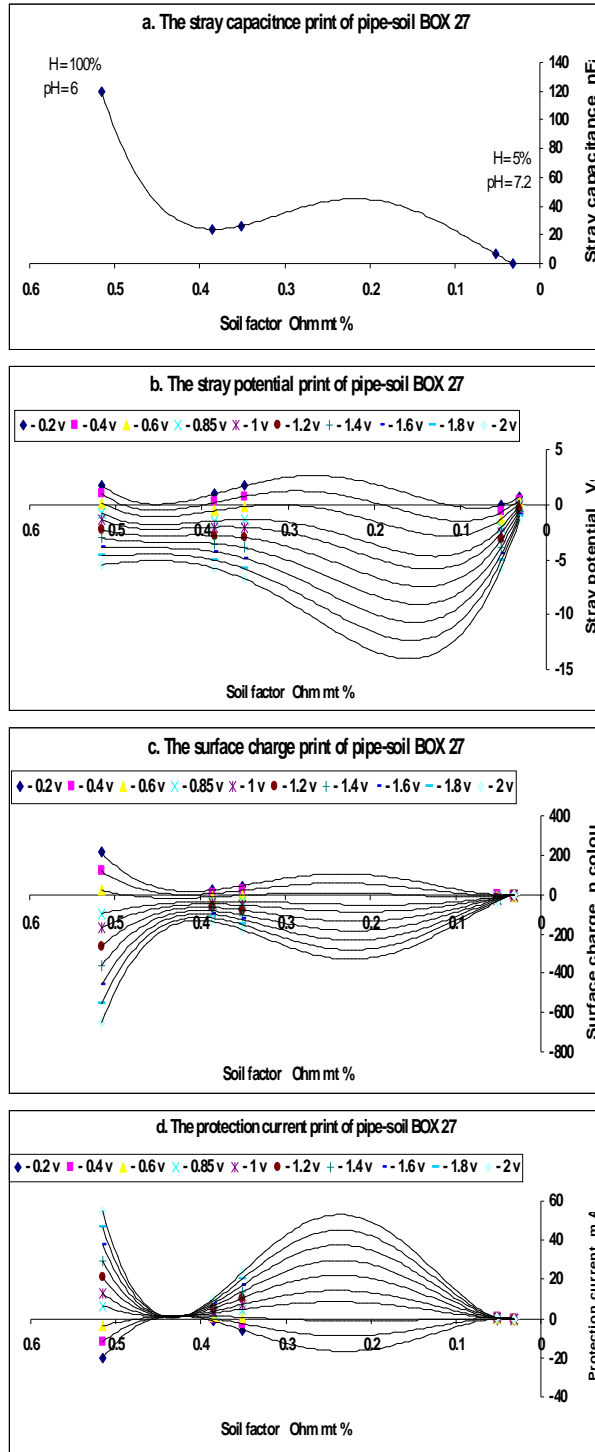 a. The stray capacitnce print of pipe-soil BOX 27
H= 100%
pH= 6
H= 5%
pH= 7.2
140
120
100
80
60
40
20
0
Stray capacitance
0.6 0.5 0.4 0.3 0.2 0.1 0
Soil factor Ohm mt %
b. The stray potential print of pipe-soil BOX 27
- 0.2 v - 0.4 v - 0.6 v - 0.85 v - 1 v - 1.2 v - 1.4 v - 1.6 v - 1.8 v - 2 v
5
0
-5
-10
-15
Stray potential
0.6 0.5 0.4 0.3 0.2 0.1 0
Soil factor Ohm mt %
c. The surface charge print of pipe-soil BOX 27
- 0.2 v - 0.4 v - 0.6 v - 0.85 v - 1 v - 1.2 v - 1.4 v - 1.6 v - 1.8 v - 2 v
400
200
0
-200
-400
-600
-800
Surface charge n colou
0.6 0.5 0.4 0.3 0.2 0.1 0
Soil factor Ohm mt %
d. The protection current print of pipe-soil BOX 27
- 0.2 v - 0.4 v - 0.6 v - 0.85 v - 1 v - 1.2 v - 1.4 v - 1.6 v - 1.8 v - 2 v
60
40
20
0
-20
-40
Protection current m A
0.6 0.5 0.4 0.3 0.2 0.1 0
Soil factor Ohm mt %